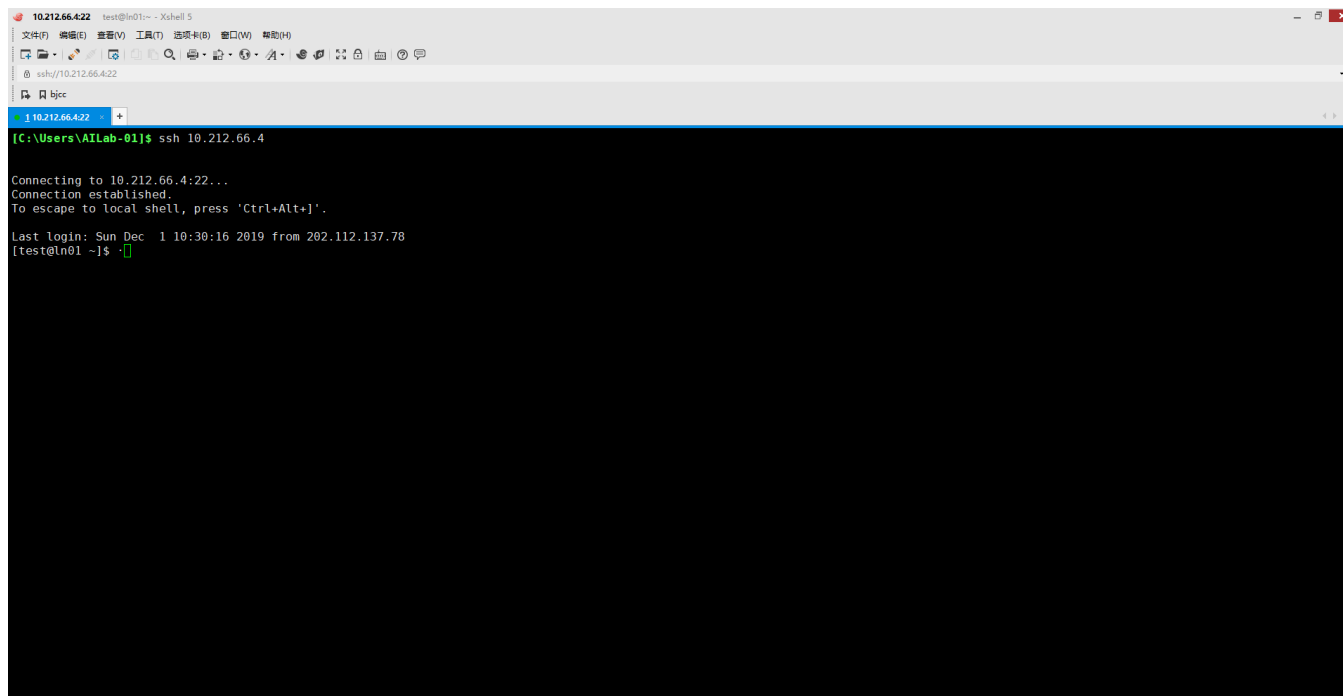 10.212.66.4:22 test@ln01:~ - Xshell 5
文件(F) 编辑(E) 查看(V) 工具(T) 选项卡(B) 窗口(W) 帮助(H)
ssh://10.212.66.4:22
bjcc
1 10.212.66.4:22 × +
[C:\Users\AILab-01]$ ssh 10.212.66.4
Connecting to 10.212.66.4:22...
Connection established.
To escape to local shell, press 'Ctrl+Alt+]'.
Last login: Sun Dec  1 10:30:16 2019 from 202.112.137.78
[test@ln01 ~]$ ·